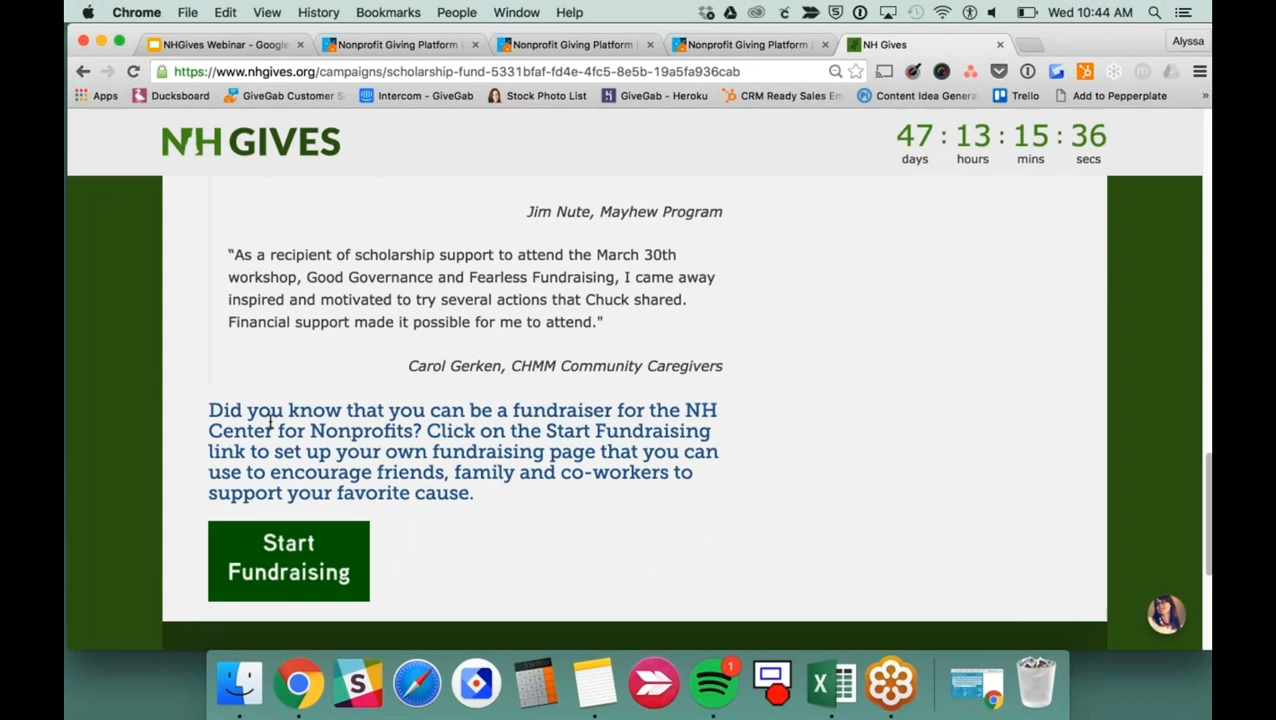 Chrome File Edit View History Bookmarks People Window Help Wed 10:44 AM
NHGives Webinar - Google Nonprofit Giving Platform Nonprofit Giving Platform Nonprofit Giving Platform NH Gives Alyssa
https://www.nhgives.org/campaigns/scholarship-fund-5331bfaf-fd4e-4fc5-8e5b-19a5fa936cab
Apps Ducksboard GiveGab Customer S Intercom - GiveGab Stock Photo List GiveGab - Heroku CRM Ready Sales Em Content Idea Genera Trello Add to Pepperplate »
NH GIVES
47 : 13 : 15 : 36
days hours mins secs
Jim Nute, Mayhew Program
“As a recipient of scholarship support to attend the March 30th
workshop, Good Governance and Fearless Fundraising, I came away
inspired and motivated to try several actions that Chuck shared.
Financial support made it possible for me to attend."
Carol Gerken, CHMM Community Caregivers
Did you know that you can be a fundraiser for the NH
Center for Nonprofits? Click on the Start Fundraising
link to set up your own fundraising page that you can
use to encourage friends, family and co-workers to
support your favorite cause.
Start
Fundraising